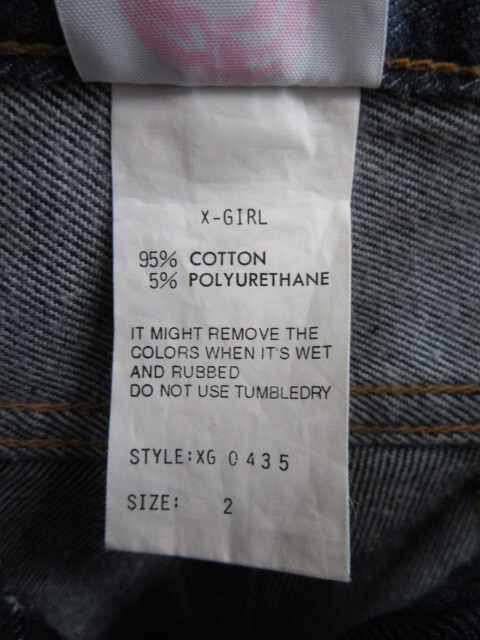 X-GIRL
95% COTTON
5% POLYURETHANE
IT MIGHT REMOVE THE
COLORS WHEN IT'S WET
AND RUBBED
DO NOT USE TUMBLEDRY
STYLE:XG 0435
SIZE: 2